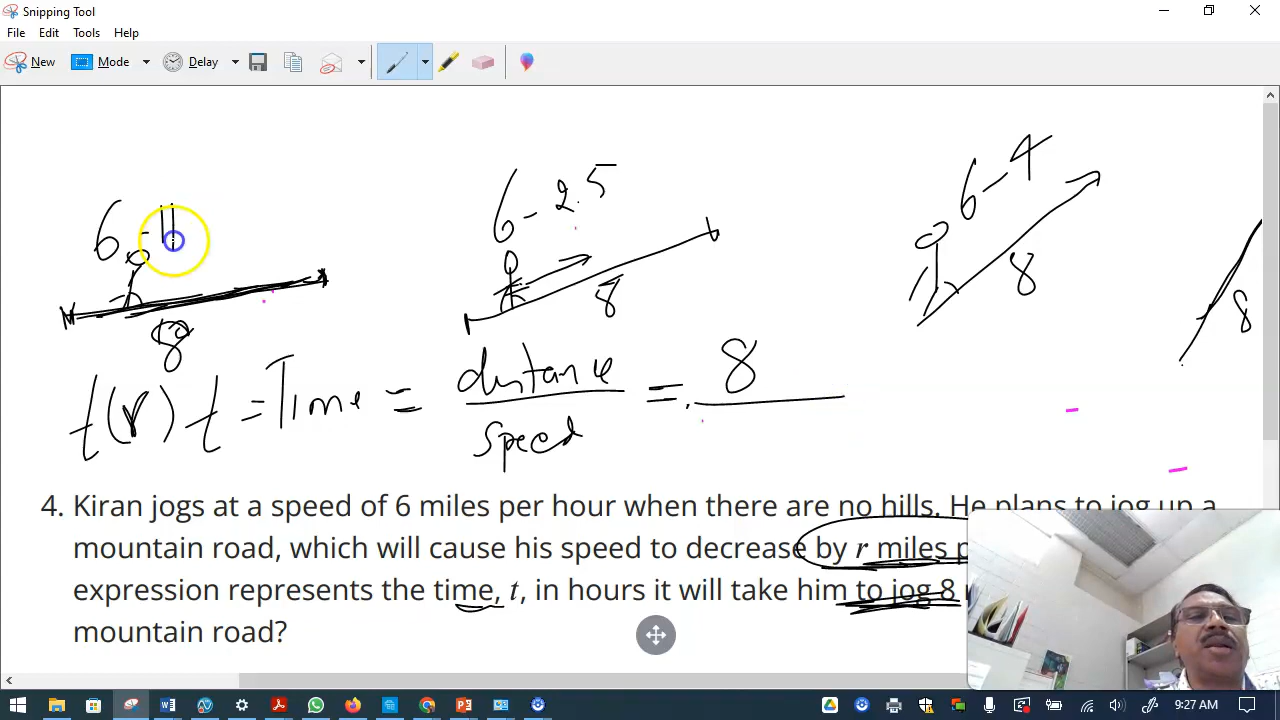 Snipping Tool
File Edit Tools Help
New Mode Delay
6 - 2.5
6 - 4
6
8
8
8
8
t(r) t = Time = distance / speed = 8
4. Kiran jogs at a speed of 6 miles per hour when there are no hills. He plans to jog up a
mountain road, which will cause his speed to decrease by r miles p
expression represents the time, t, in hours it will take him to jog 8
mountain road?
9:27 AM